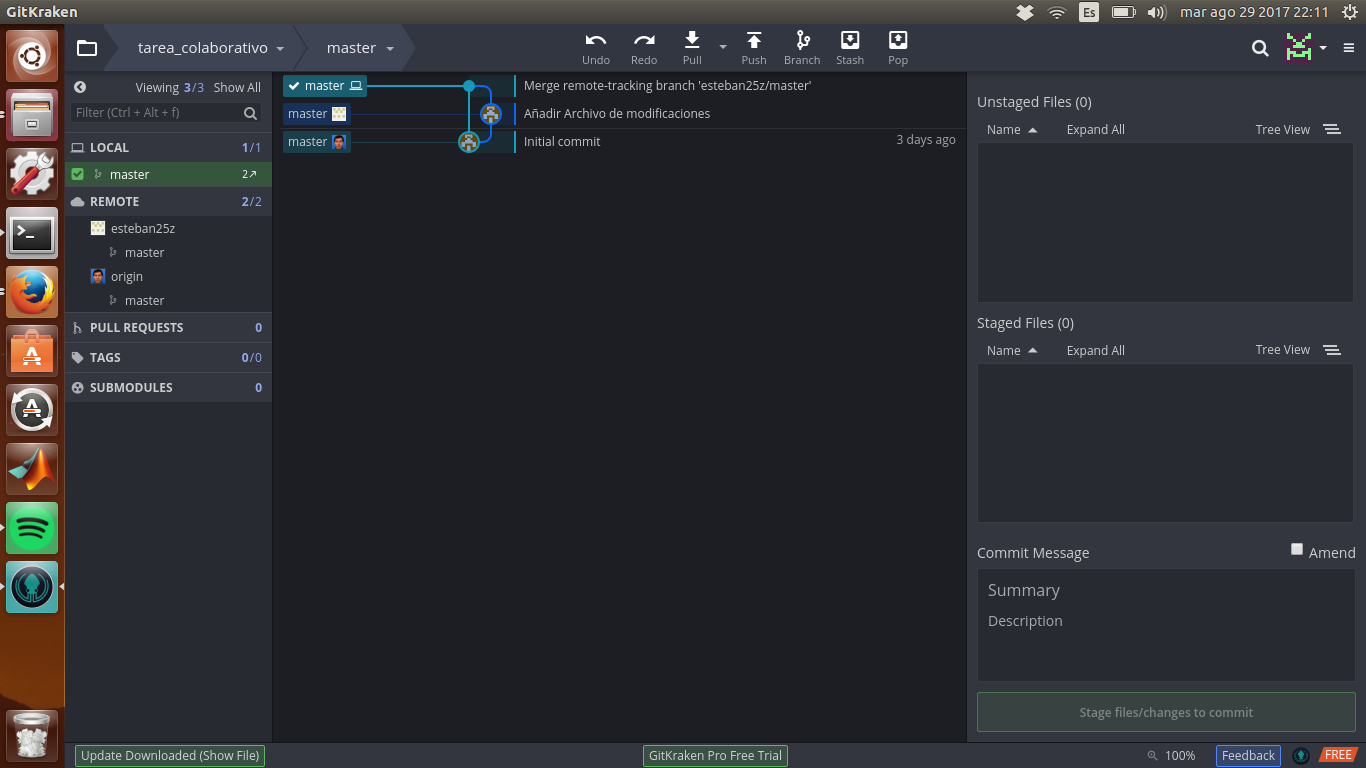 GitKraken
Es
mar ago 29 2017 22:11
tarea_colaborativo
master
Undo
Redo
Pull
Push
Branch
Stash
Pop
Viewing 3/3 Show All
Filter (Ctrl + Alt + f)
LOCAL 1/1
master 2↗
REMOTE 2/2
esteban25z
master
origin
master
PULL REQUESTS 0
TAGS 0/0
SUBMODULES 0
master Merge remote-tracking branch 'esteban25z/master'
master Añadir Archivo de modificaciones
master Initial commit 3 days ago
Unstaged Files (0)
Name Expand All Tree View
Staged Files (0)
Name Expand All Tree View
Commit Message Amend
Summary
Description
Stage files/changes to commit
Update Downloaded (Show File)
GitKraken Pro Free Trial
100%
Feedback
FREE